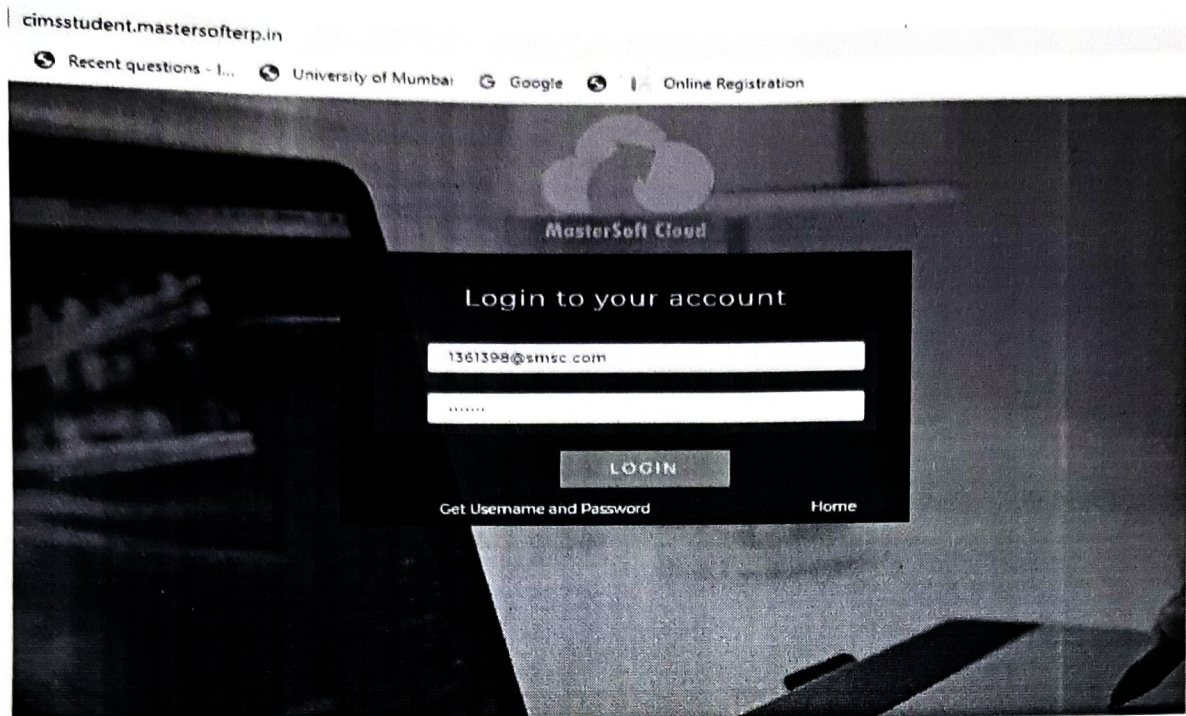 cimsstudent.mastersofterp.in
Recent questions - I... University of Mumbai Google Online Registration
MasterSoft Cloud
Login to your account
1361398@smsc.com
.......
LOGIN
Get Username and Password Home